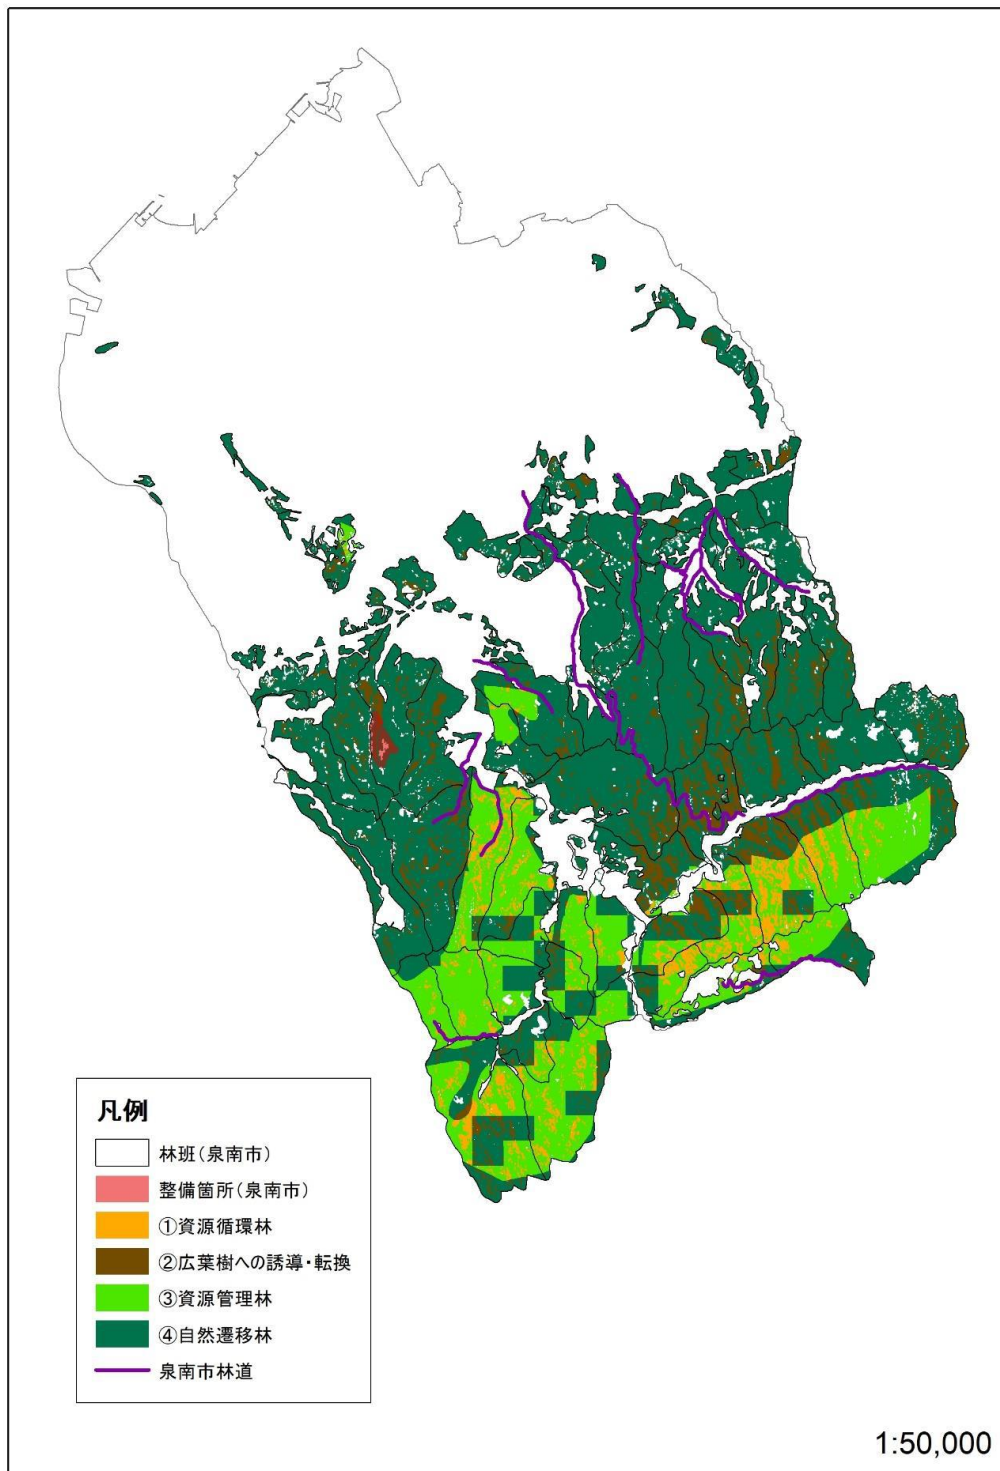 凡例
林班(泉南市)
整備箇所(泉南市)
①資源循環林
②広葉樹への誘導・転換
③資源管理林
④自然遷移林
泉南市林道
1:50,000